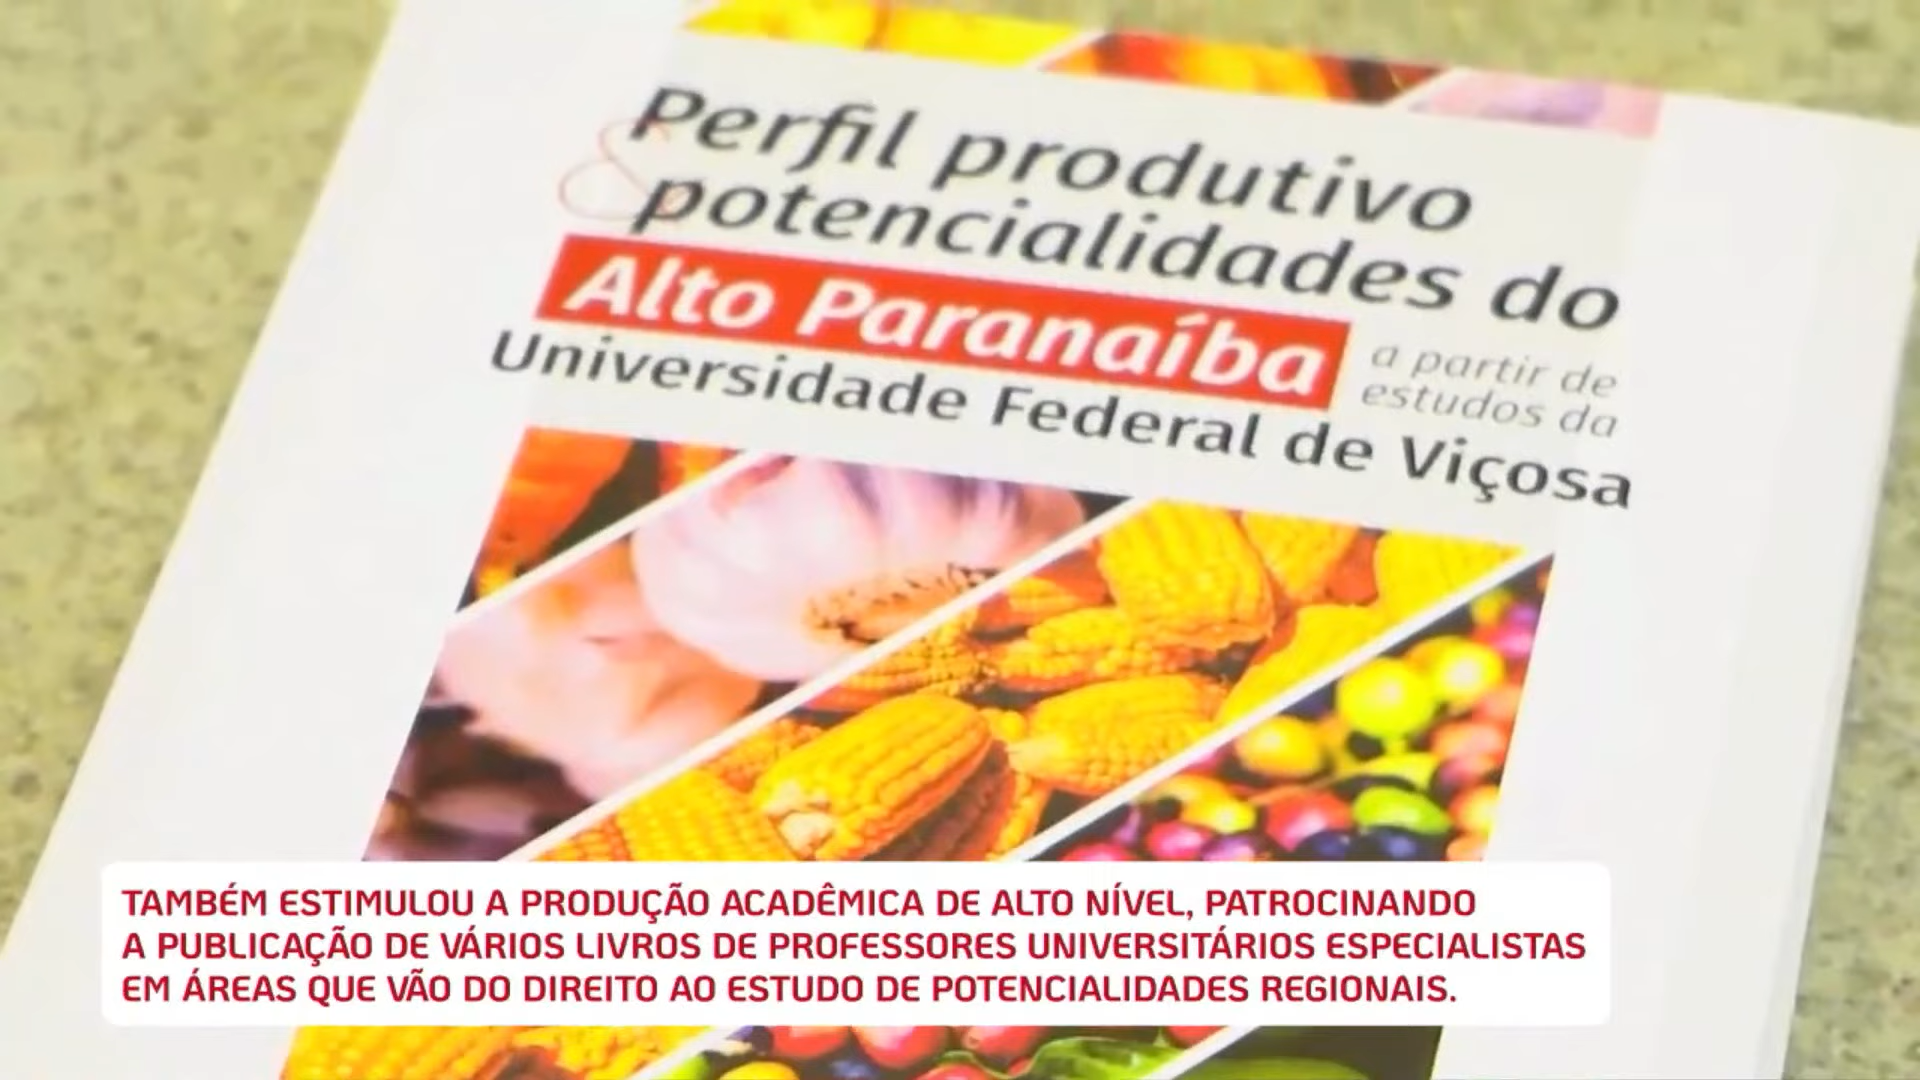 Perfil produtivo
& potencialidades do
Alto Paranaíba
a partir de
estudos da
Universidade Federal de Viçosa
TAMBÉM ESTIMULOU A PRODUÇÃO ACADÊMICA DE ALTO NÍVEL, PATROCINANDO
A PUBLICAÇÃO DE VÁRIOS LIVROS DE PROFESSORES UNIVERSITÁRIOS ESPECIALISTAS
EM ÁREAS QUE VÃO DO DIREITO AO ESTUDO DE POTENCIALIDADES REGIONAIS.